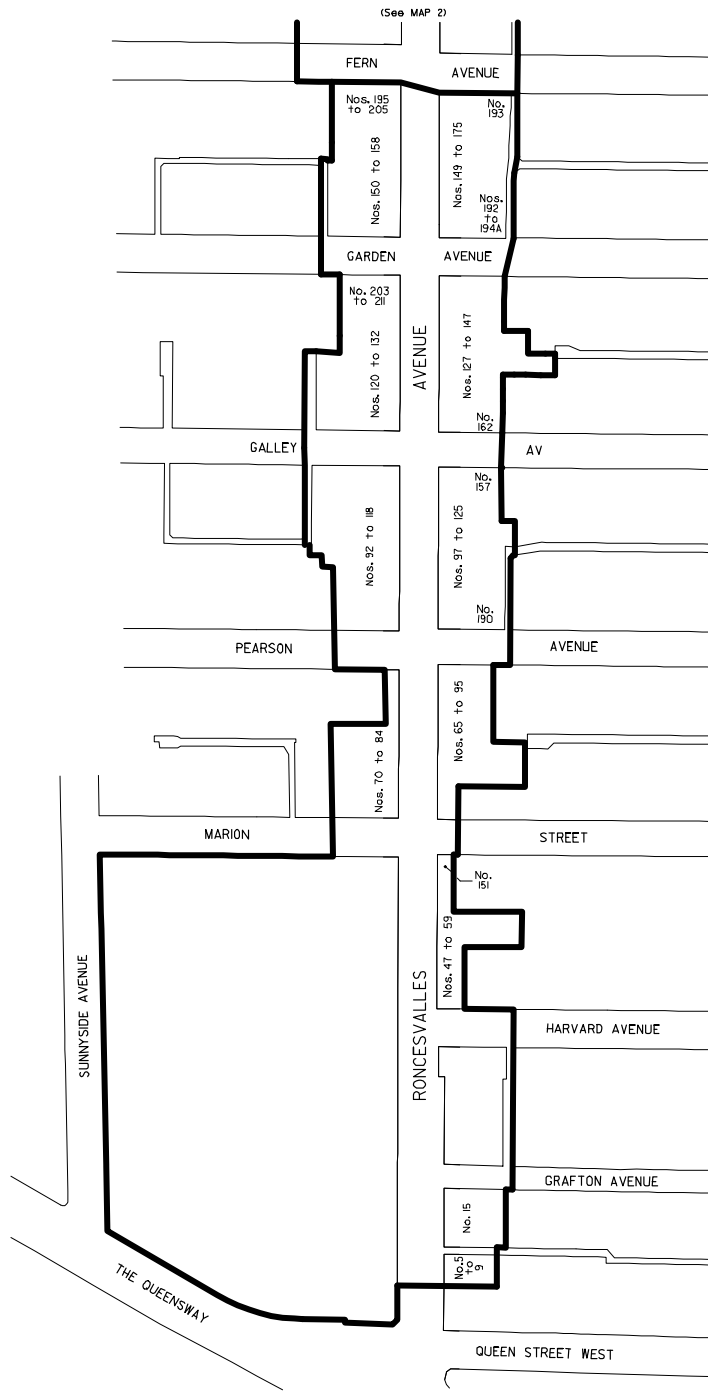 (See MAP 2)
FERN
AVENUE
Nos. 195
to 205
No.
193
Nos. 150 to 158
Nos. 149 to 175
Nos.
192
to
194A
GARDEN
AVENUE
No. 203
to 211
Nos. 120 to 132
AVENUE
Nos. 127 to 147
No.
162
GALLEY
AV
No.
157
Nos. 92 to 118
Nos. 97 to 125
No.
190
PEARSON
AVENUE
Nos. 70 to 84
Nos. 65 to 95
MARION
STREET
No.
151
Nos. 47 to 59
SUNNYSIDE AVENUE
RONCESVALLES
HARVARD AVENUE
GRAFTON AVENUE
No. 15
No. 5
to
9
THE QUEENSWAY
QUEEN STREET WEST